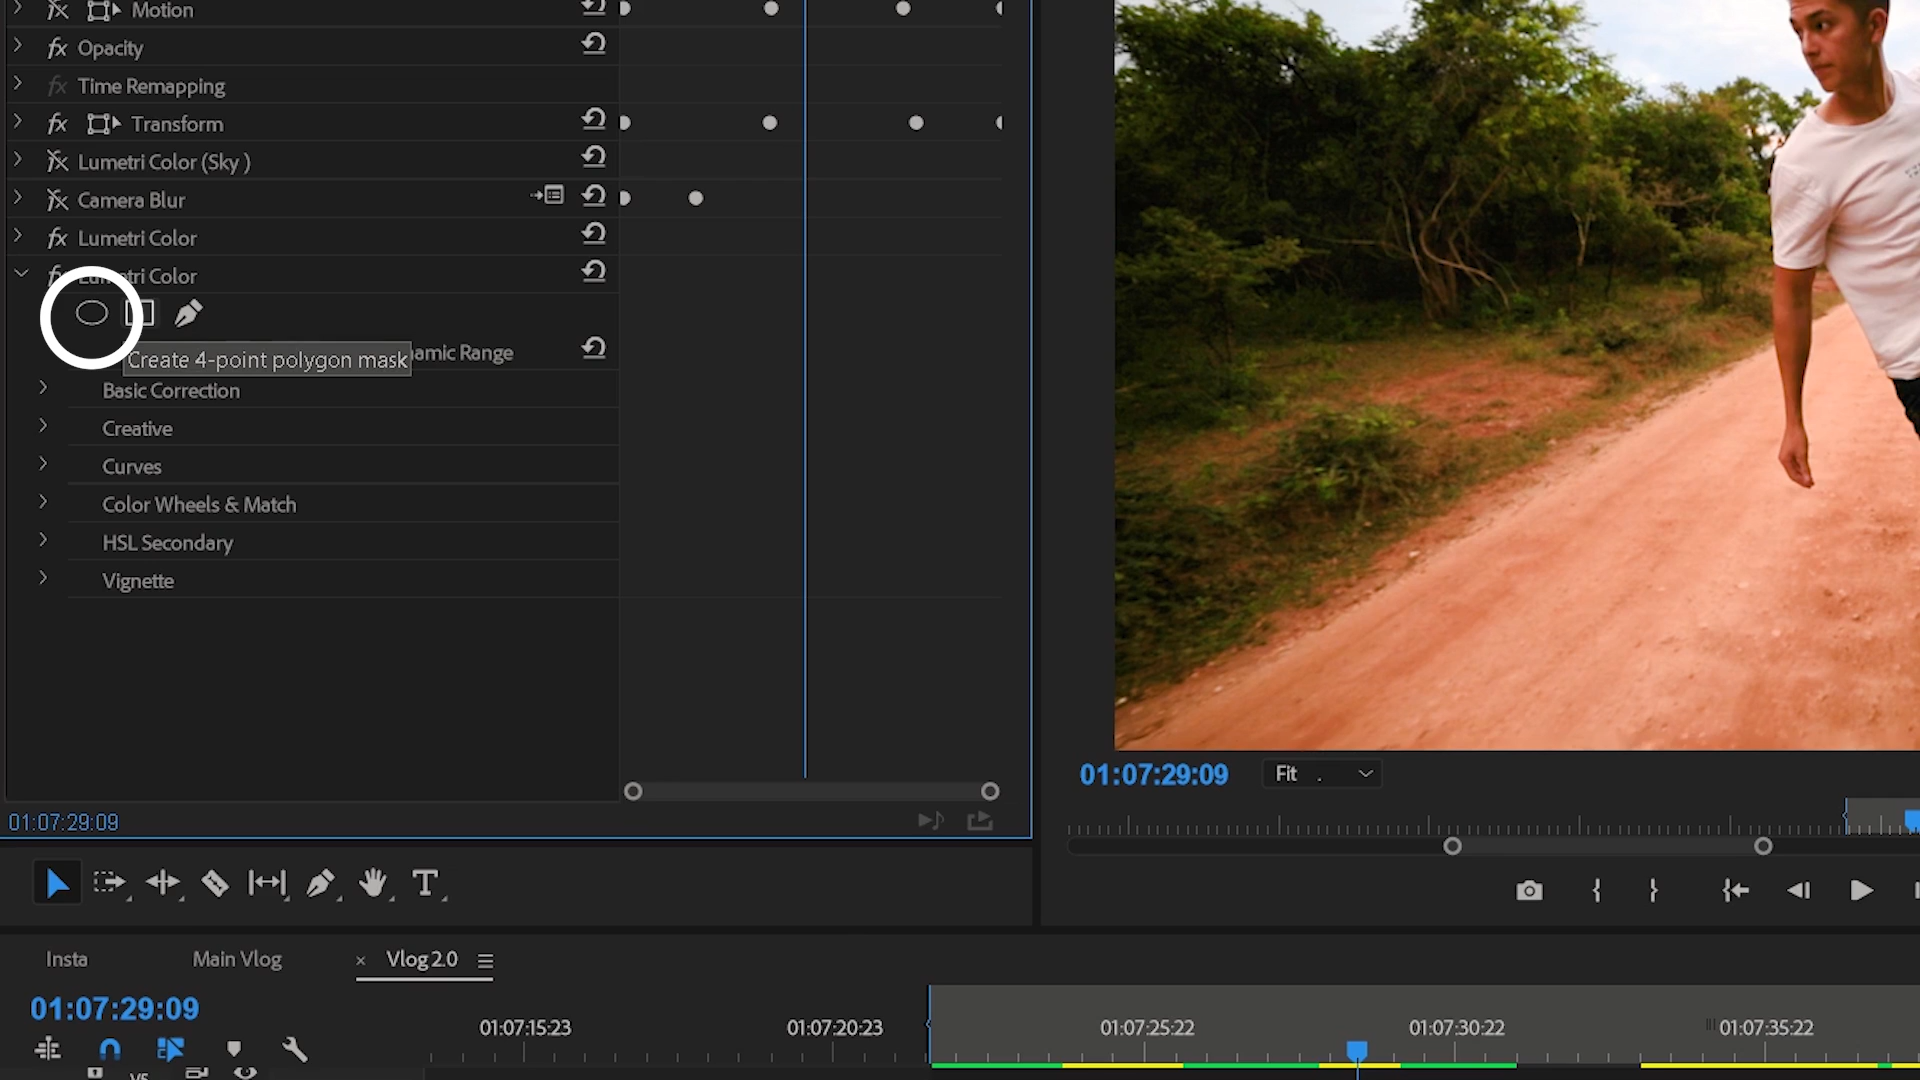 Motion
Opacity
Time Remapping
Transform
Lumetri Color (Sky )
Camera Blur
Lumetri Color
Lumetri Color
Create 4-point polygon mask
amic Range
Basic Correction
Creative
Curves
Color Wheels & Match
HSL Secondary
Vignette
01:07:29:09
01:07:29:09
Fit
Insta
Main Vlog
× Vlog 2.0
01:07:29:09
01:07:15:23
01:07:20:23
01:07:25:22
01:07:30:22
01:07:35:22
V5